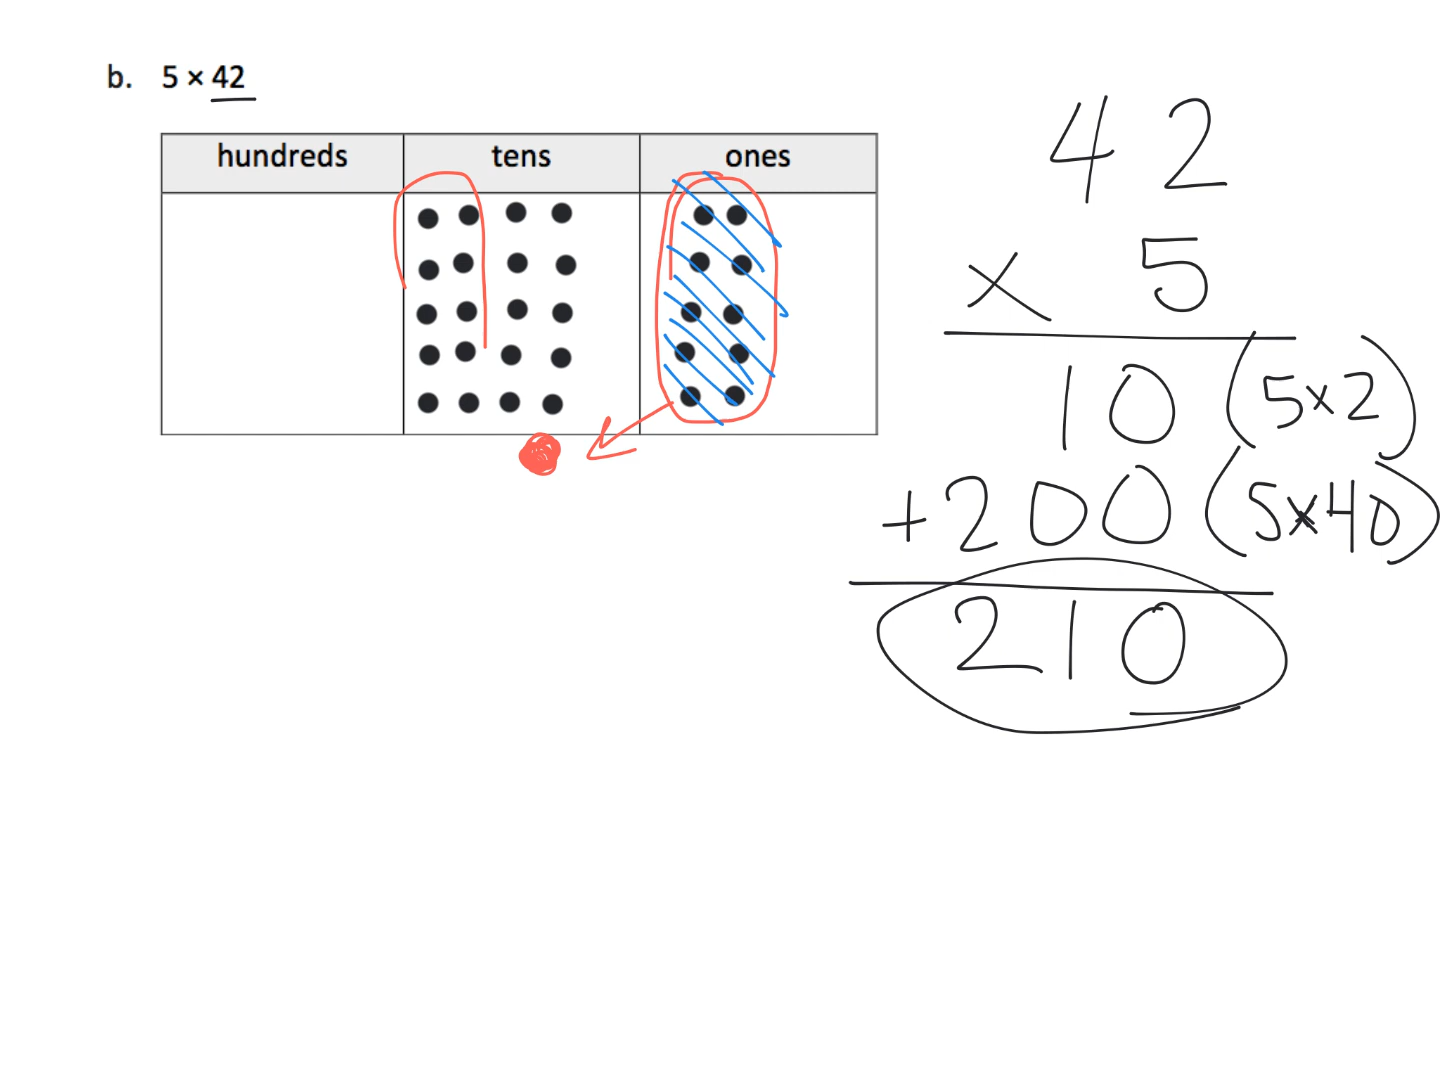 b. 5 × 42
hundreds tens ones
42
× 5
10 (5×2)
+200 (5×40)
210